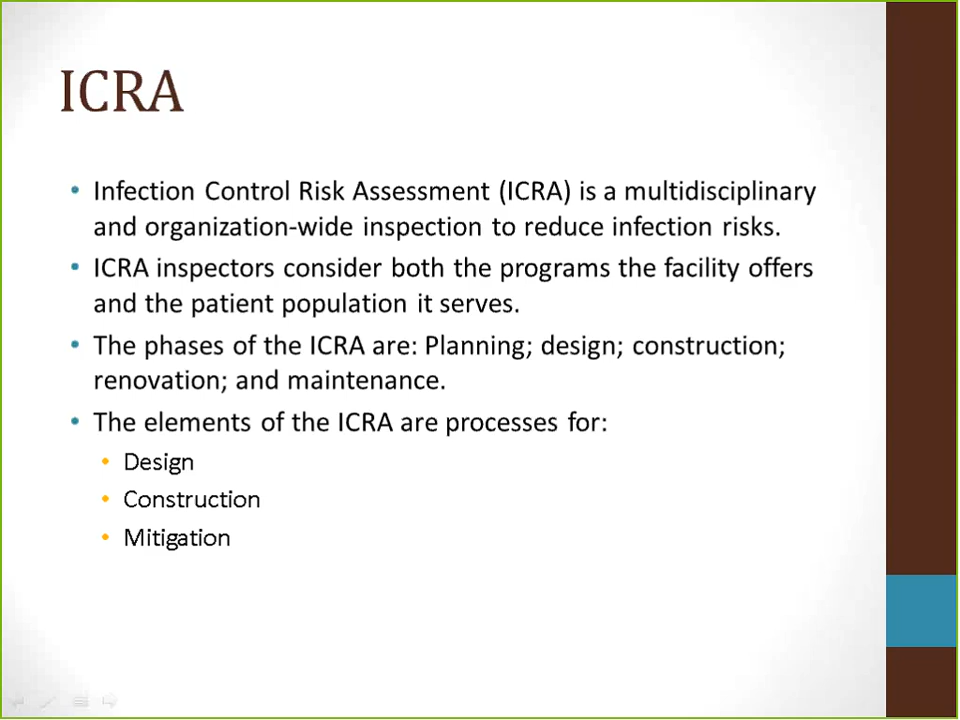 ICRA
• Infection Control Risk Assessment (ICRA) is a multidisciplinary
and organization-wide inspection to reduce infection risks.
• ICRA inspectors consider both the programs the facility offers
and the patient population it serves.
• The phases of the ICRA are: Planning; design; construction;
renovation; and maintenance.
• The elements of the ICRA are processes for:
• Design
• Construction
• Mitigation